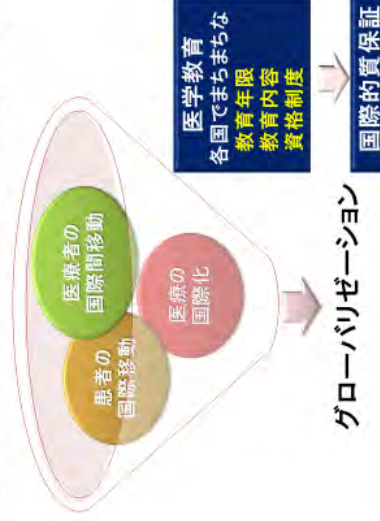 患者の
国際移動
医療者の
国際間移動
医療の
国際化
グローバリゼーション
医学教育
各国でまちまちな
教育年限
教育内容
資格制度
国際的質保証